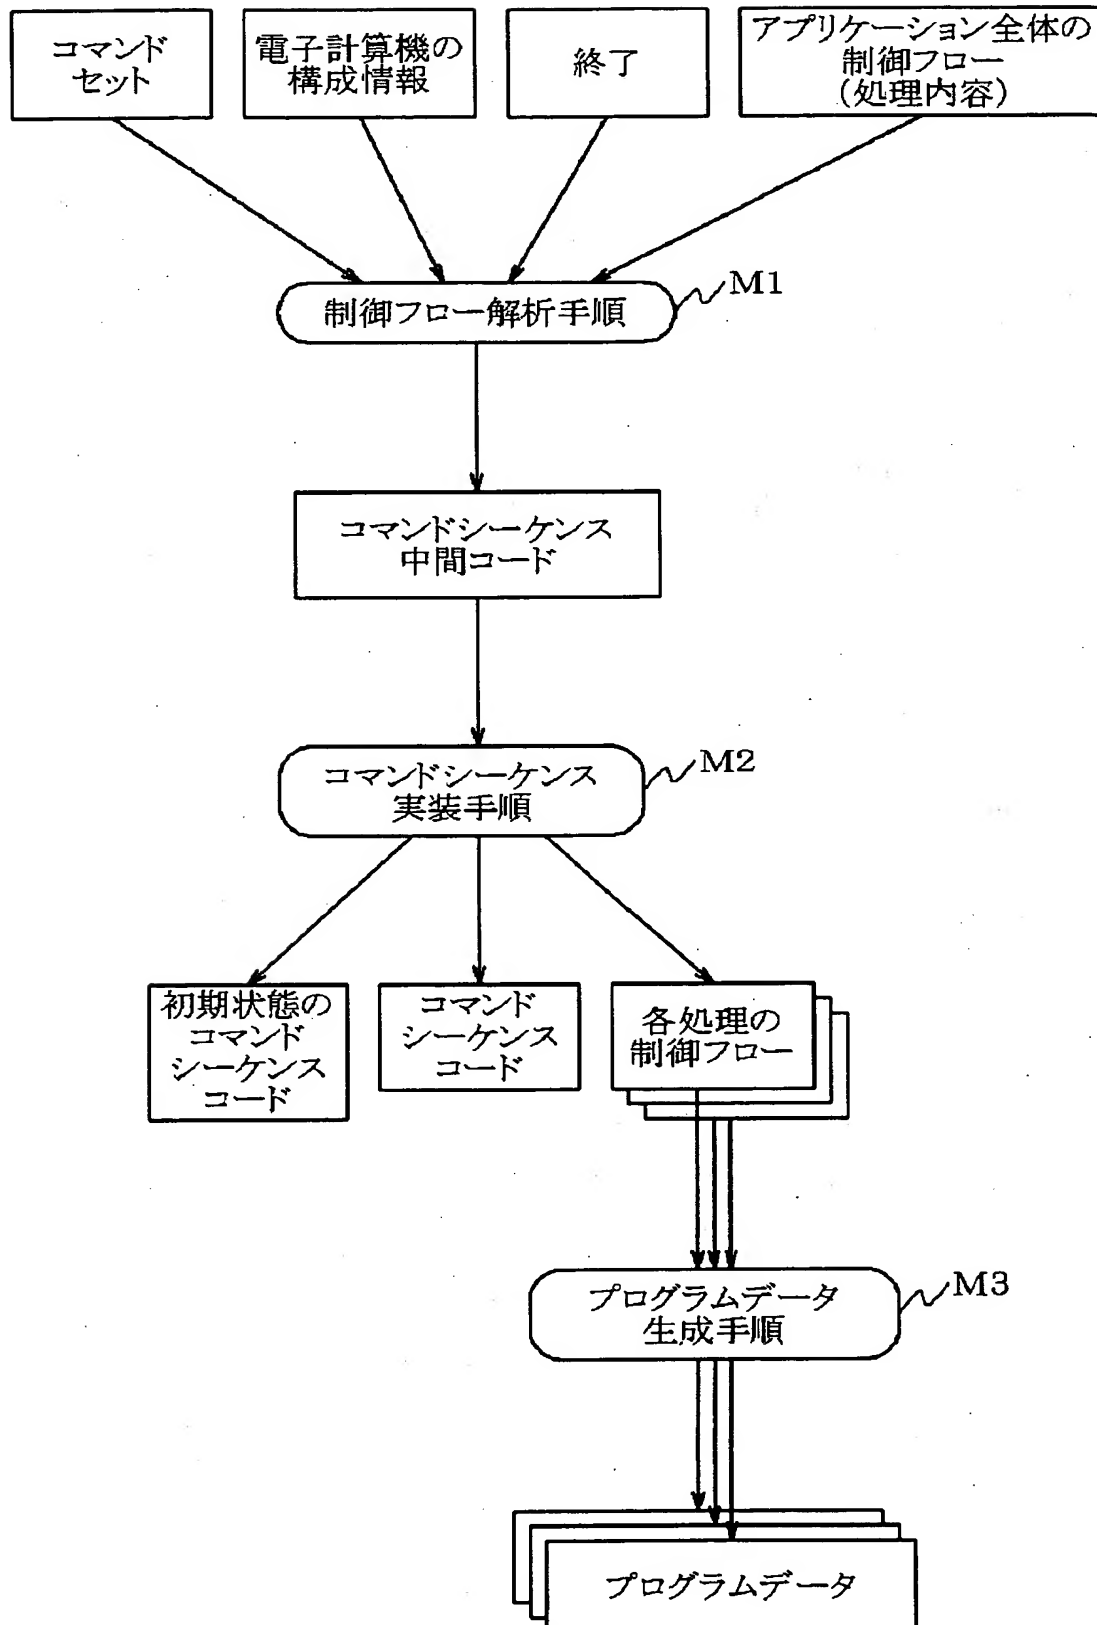 コマンド
セット
電子計算機の
構成情報
終了
アプリケーション全体の
制御フロー
(処理内容)
制御フロー解析手順
M1
コマンドシーケンス
中間コード
コマンドシーケンス
実装手順
M2
初期状態の
コマンド
シーケンス
コード
コマンド
シーケンス
コード
各処理の
制御フロー
プログラムデータ
生成手順
M3
プログラムデータ